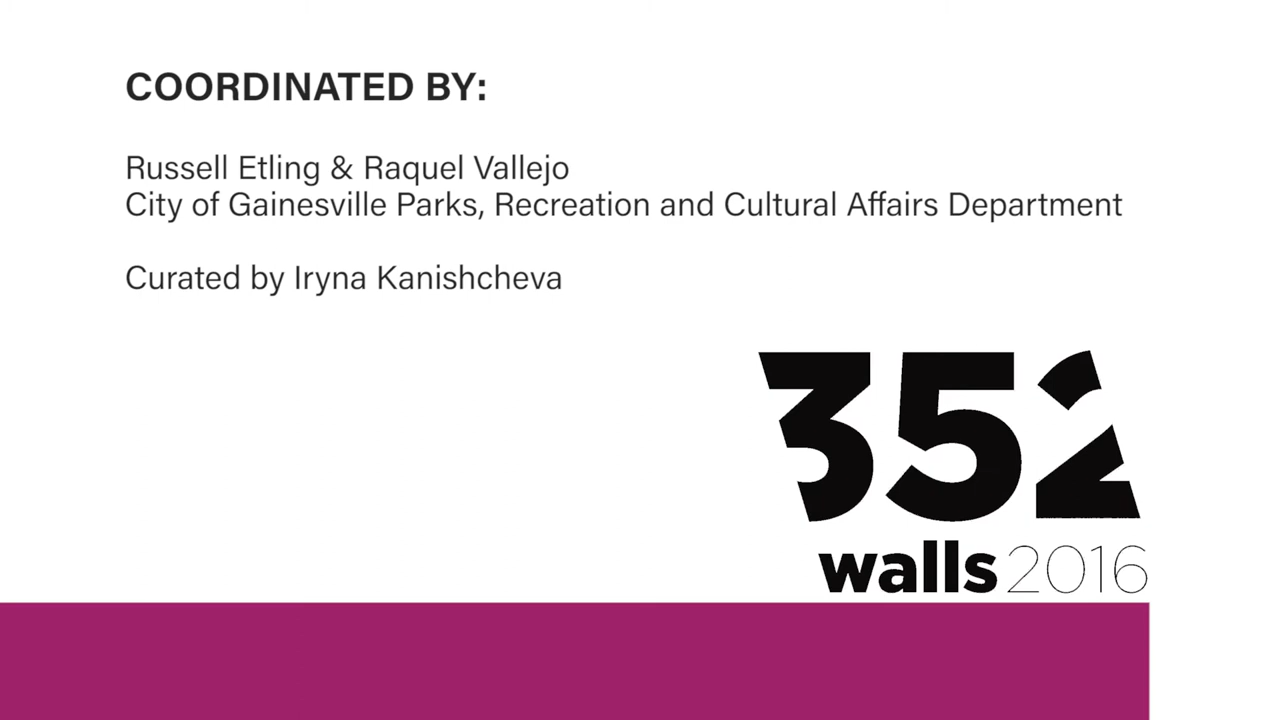 COORDINATED BY:
Russell Etling & Raquel Vallejo
City of Gainesville Parks, Recreation and Cultural Affairs Department
Curated by Iryna Kanishcheva
352
walls 2016